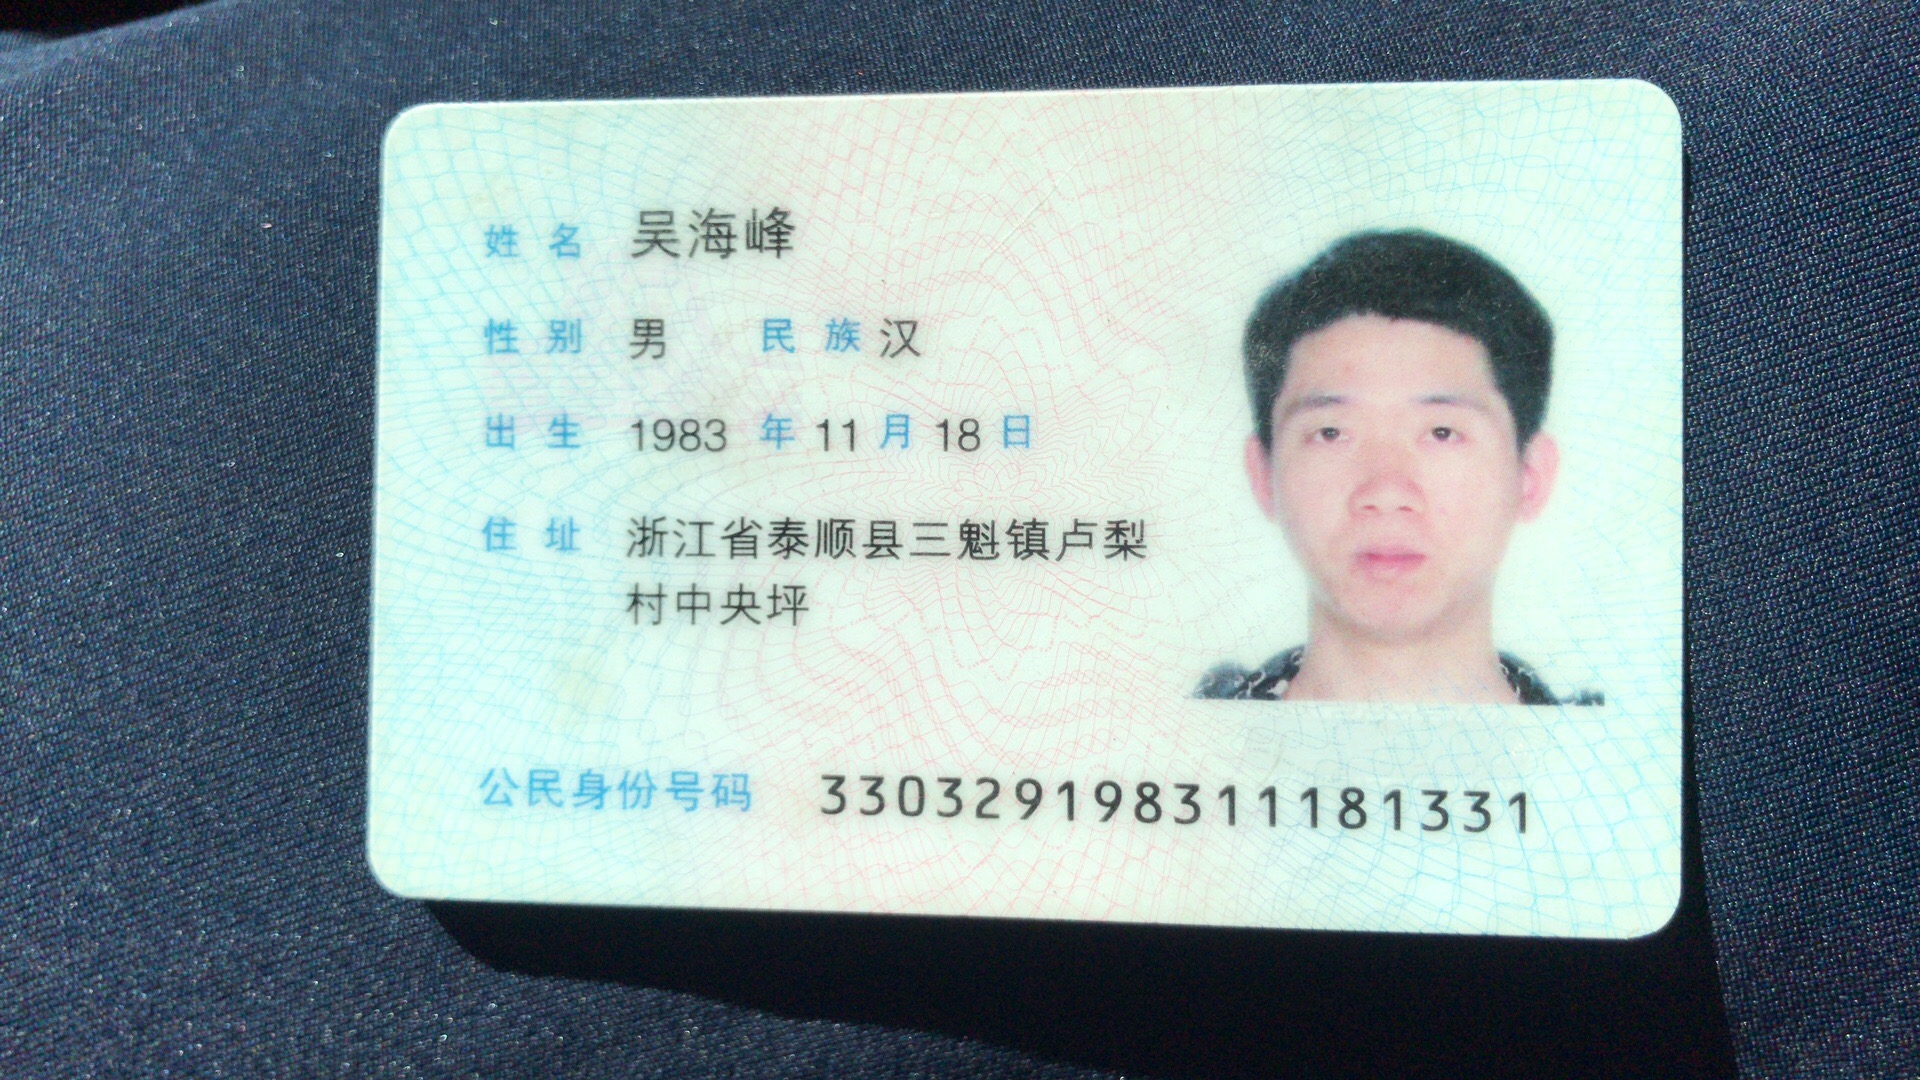 姓名 吴海峰
性别 男 民族 汉
出生 1983 年 11 月 18 日
住址 浙江省泰顺县三魁镇卢梨
村中央坪
公民身份号码 330329198311181331